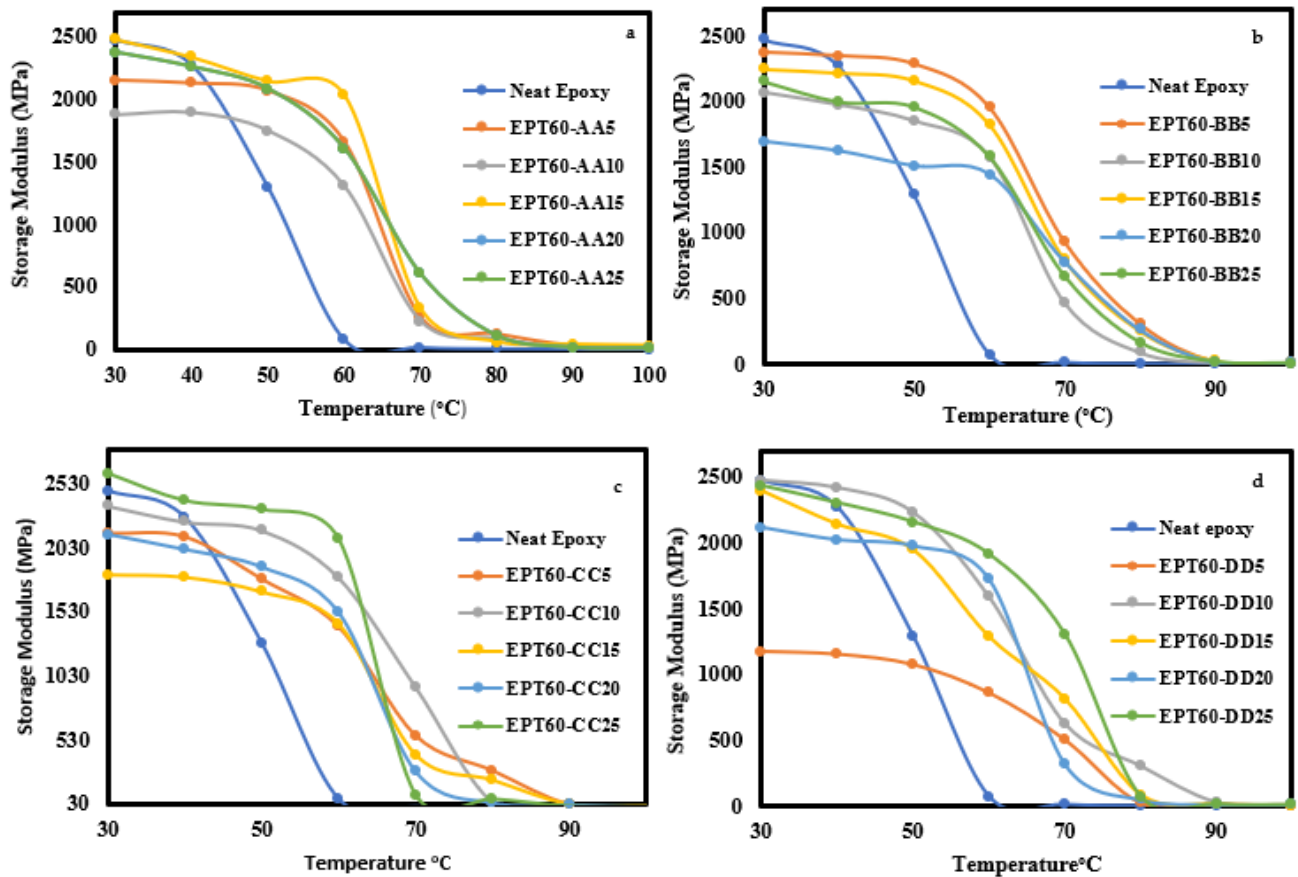 a
2500
2000
1500
1000
500
0
Storage Modulus (MPa)
Neat Epoxy
EPT60-AA5
EPT60-AA10
EPT60-AA15
EPT60-AA20
EPT60-AA25
30 40 50 60 70 80 90 100
Temperature (°C)
b
2500
2000
1500
1000
500
0
Storage Modulus (MPa)
Neat Epoxy
EPT60-BB5
EPT60-BB10
EPT60-BB15
EPT60-BB20
EPT60-BB25
30 50 70 90
Temperature (°C)
c
2530
2030
1530
1030
530
30
Storage Modulus (MPa)
Neat Epoxy
EPT60-CC5
EPT60-CC10
EPT60-CC15
EPT60-CC20
EPT60-CC25
30 50 70 90
Temperature °C
d
2500
2000
1500
1000
500
0
Storage Modulus (MPa)
Neat epoxy
EPT60-DD5
EPT60-DD10
EPT60-DD15
EPT60-DD20
EPT60-DD25
30 50 70 90
Temperature°C